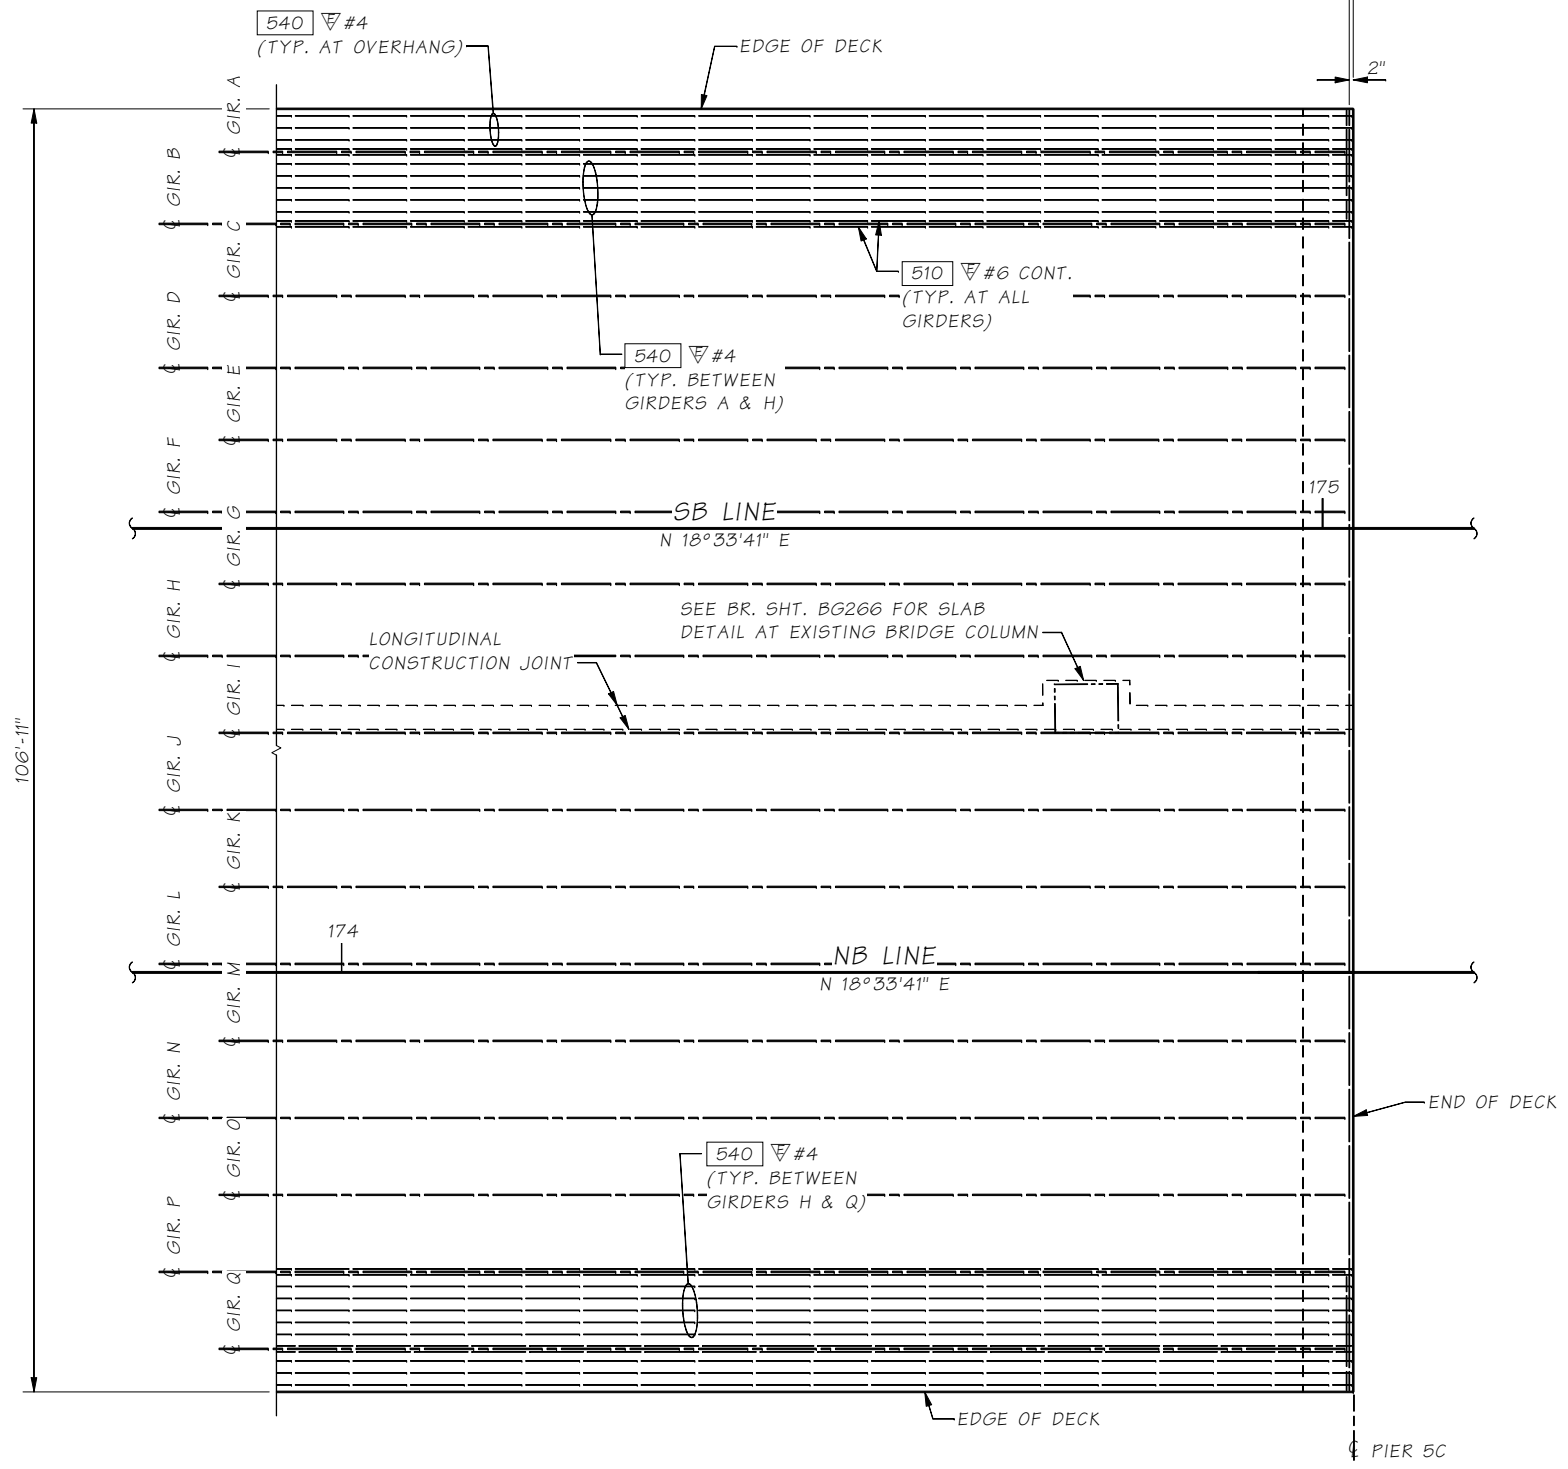 540 E #4
(TYP. AT OVERHANG)
EDGE OF DECK
2"
℄ GIR. A
℄ GIR. B
℄ GIR. C
510 E #6 CONT.
(TYP. AT ALL
GIRDERS)
℄ GIR. D
540 E #4
(TYP. BETWEEN
GIRDERS A & H)
℄ GIR. E
℄ GIR. F
175
SB LINE
N 18°33'41" E
℄ GIR. G
℄ GIR. H
SEE BR. SHT. BG266 FOR SLAB
DETAIL AT EXISTING BRIDGE COLUMN
LONGITUDINAL
CONSTRUCTION JOINT
℄ GIR. I
106'-11"
℄ GIR. J
℄ GIR. K
℄ GIR. L
174
NB LINE
N 18°33'41" E
℄ GIR. M
℄ GIR. N
END OF DECK
℄ GIR. O
540 E #4
(TYP. BETWEEN
GIRDERS H & Q)
℄ GIR. P
℄ GIR. Q
EDGE OF DECK
℄ PIER 5C